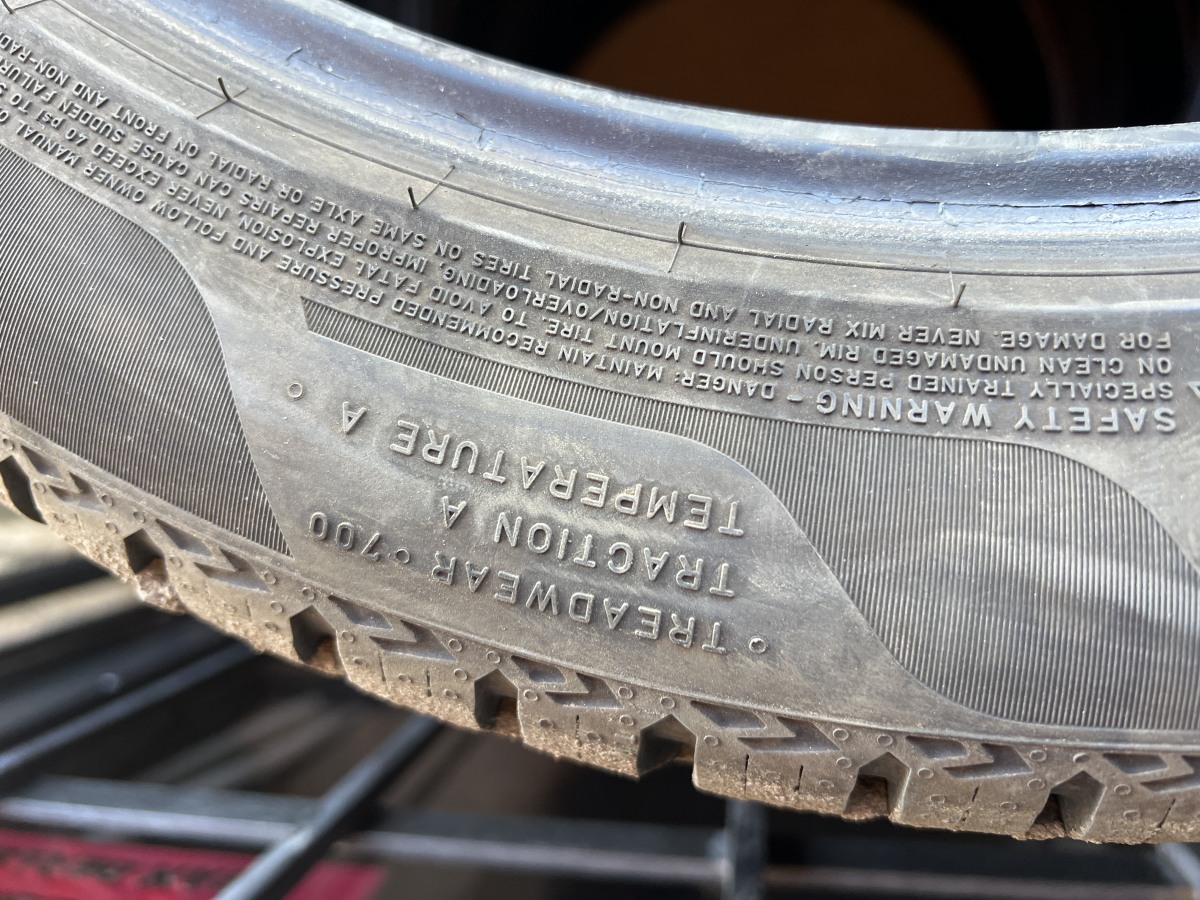 TREADWEAR 700
TRACTION A
TEMPERATURE A
SAFETY WARNING - DANGER: MAINTAIN RECOMMENDED PRESSURE AND FOLLOW OWNER MANUAL
SPECIALLY TRAINED PERSON SHOULD MOUNT TIRE. TO AVOID FATAL EXPLOSION, NEVER EXCEED 40 psi TO
ON CLEAN UNDAMAGED RIM. UNDERINFLATION/OVERLOADING, IMPROPER REPAIRS CAN CAUSE SUDDEN
FOR DAMAGE. NEVER MIX RADIAL AND NON-RADIAL TIRES ON SAME AXLE OR RADIAL ON FRONT AND